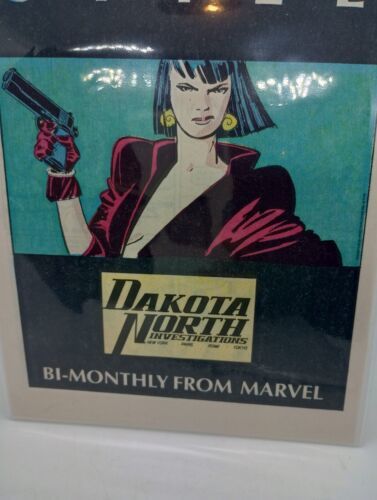 DAKOTA
NORTH
INVESTIGATIONS
NEW YORK PARIS ROME TOKYO
BI-MONTHLY FROM MARVEL